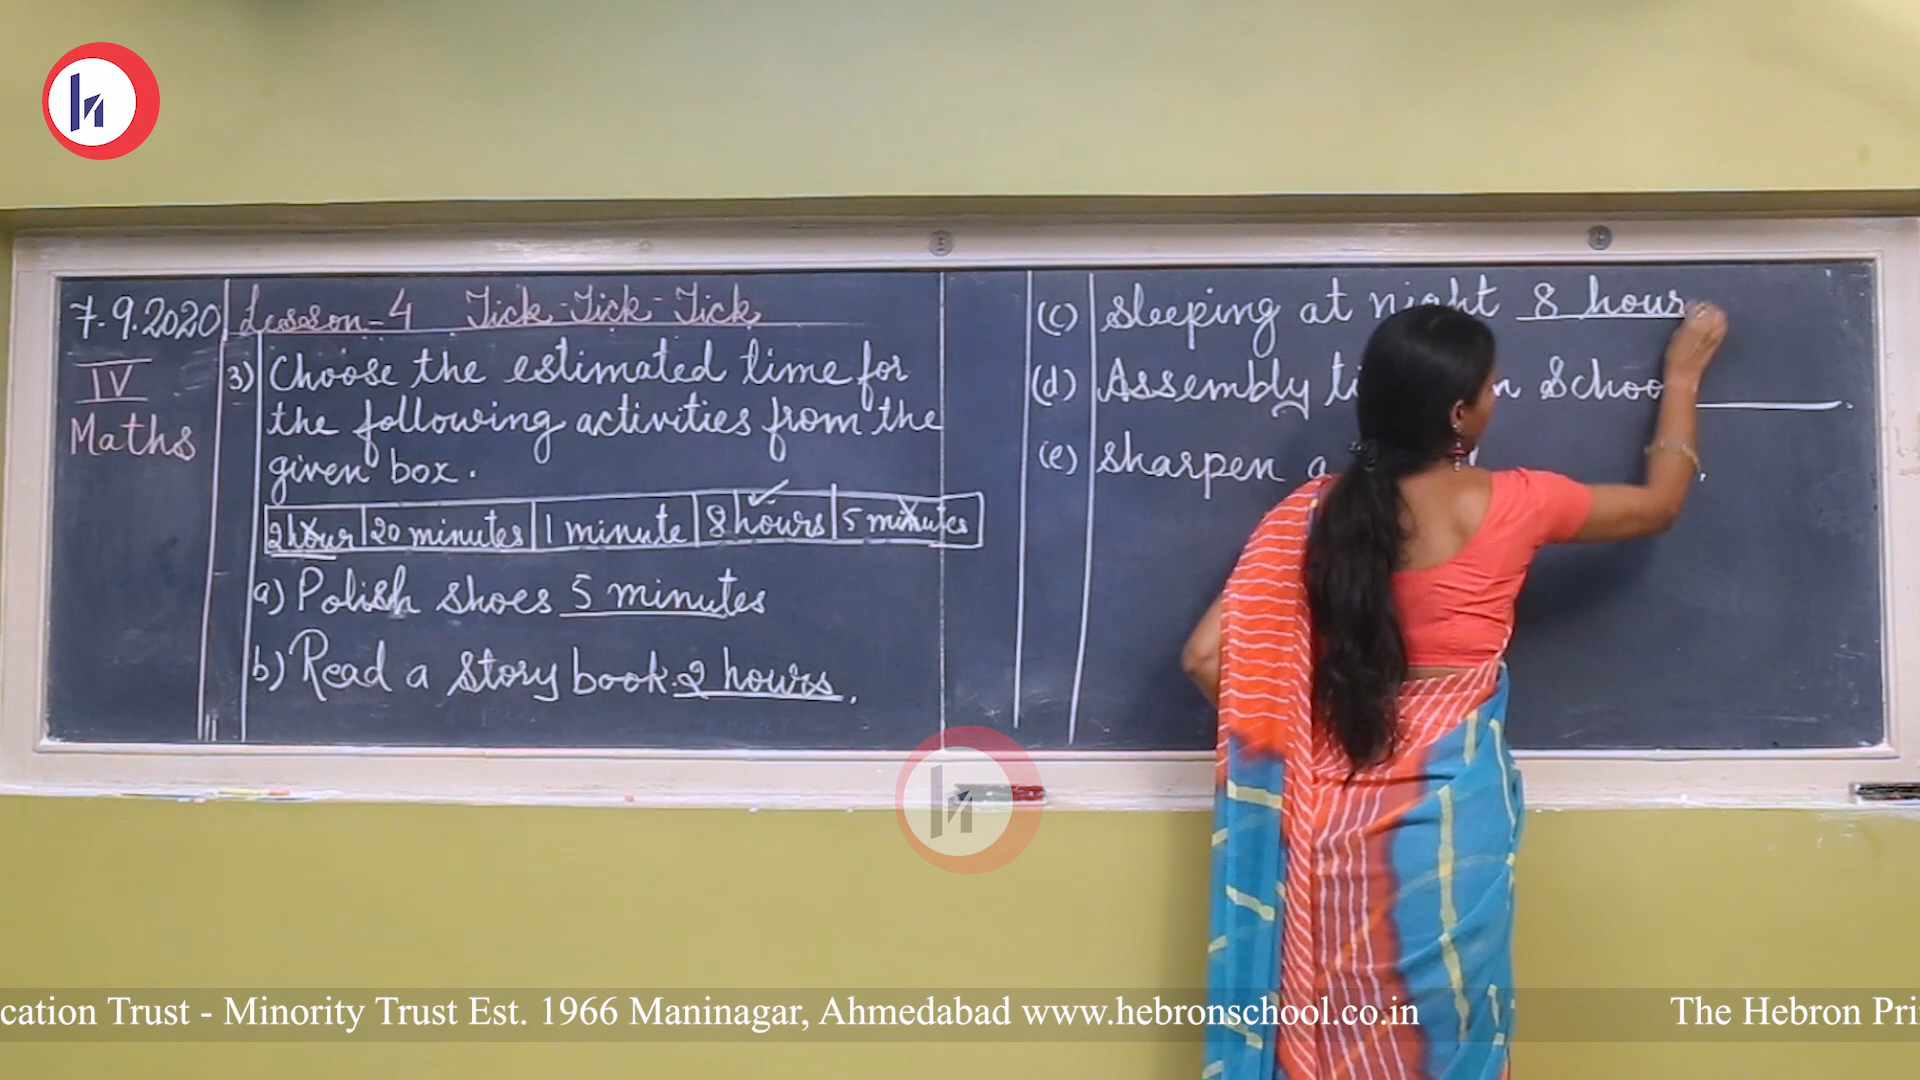 7.9.2020
IV
Maths
Lesson-4 Tick-Tick-Tick
3) Choose the estimated time for
the following activities from the
given box.
2 hour 20 minutes 1 minute 8 hours 5 minutes
a) Polish shoes 5 minutes
b) Read a story book 2 hours.
(c) Sleeping at night 8 hour
(d) Assembly in School
(e) Sharpen a
cation Trust - Minority Trust Est. 1966 Maninagar, Ahmedabad www.hebronschool.co.in The Hebron Pri